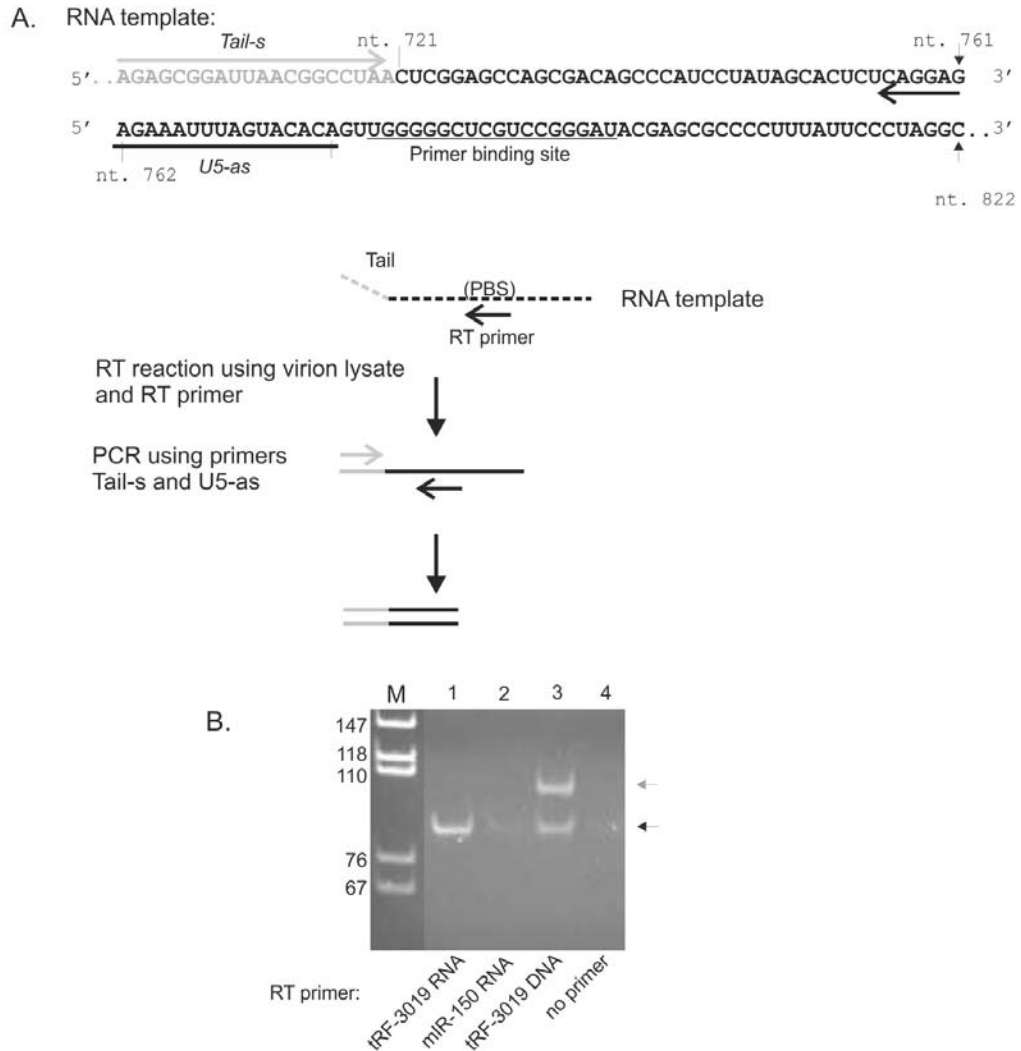 A. RNA template:
Tail-s
nt. 721
nt. 761
5' ..AGAGCGGAUUAACGGCCUAACUCGGAGCCAGCGACAGCCCAUCCUAUAGCACUCUCAGGAG 3'
5' AGAAAUUUAGUACACAGUUGGGGGCUCGUCCGGGAUACGAGCGCCCCUUUAUUCCCUAGGC..3'
U5-as
Primer binding site
nt. 762
nt. 822
Tail
(PBS)
RNA template
RT primer
RT reaction using virion lysate
and RT primer
PCR using primers
Tail-s and U5-as
B.
M 1 2 3 4
147
118
110
76
67
RT primer:
tRF-3019 RNA
miR-150 RNA
tRF-3019 DNA
no primer